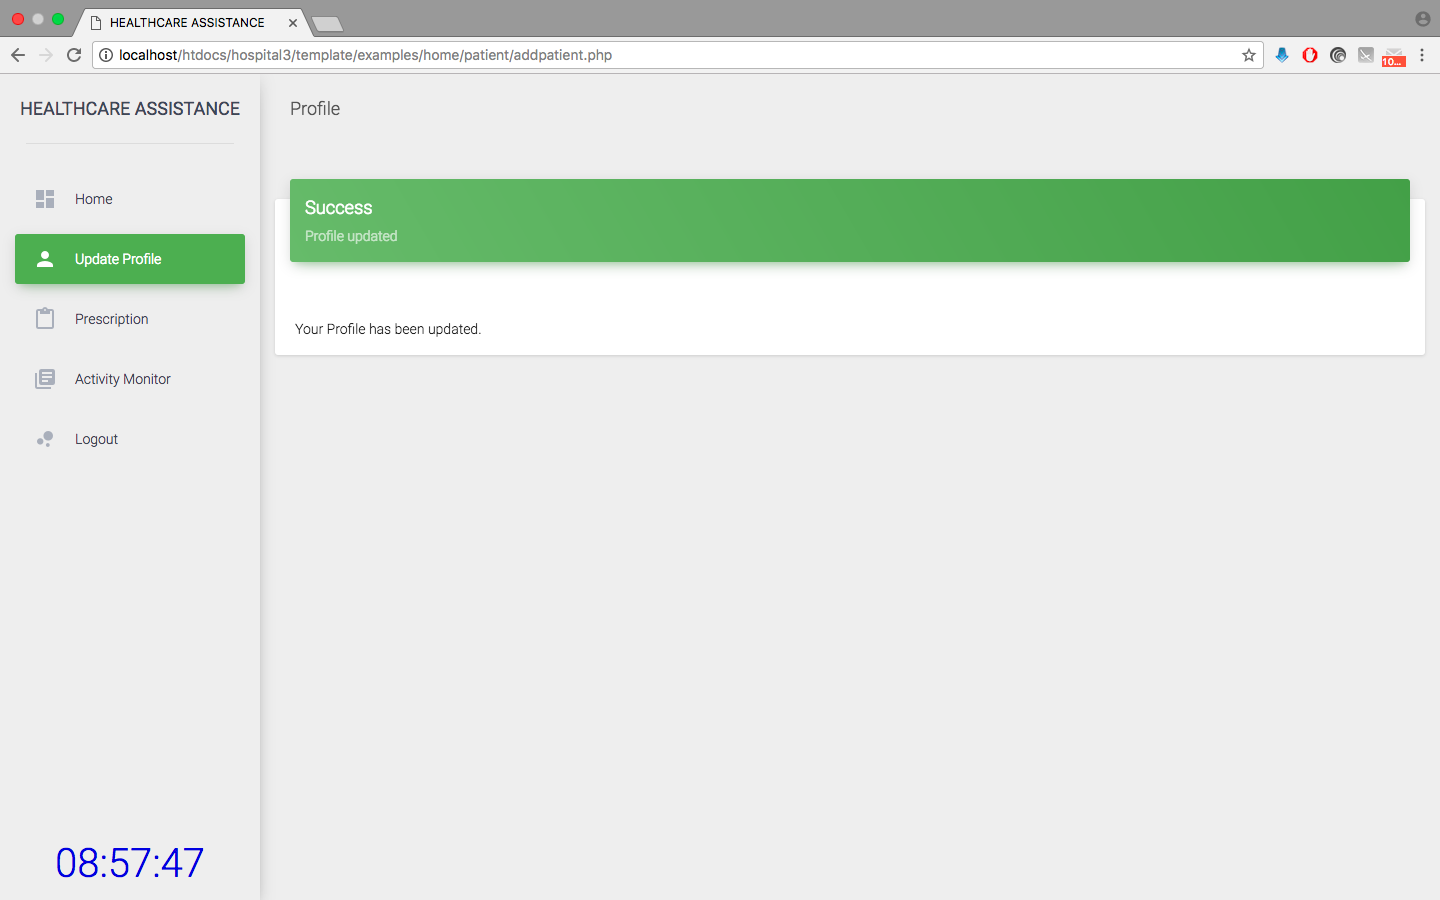 HEALTHCARE ASSISTANCE
localhost/htdocs/hospital3/template/examples/home/patient/addpatient.php
10...
HEALTHCARE ASSISTANCE
Home
Update Profile
Prescription
Activity Monitor
Logout
08:57:47
Profile
Success
Profile updated
Your Profile has been updated.